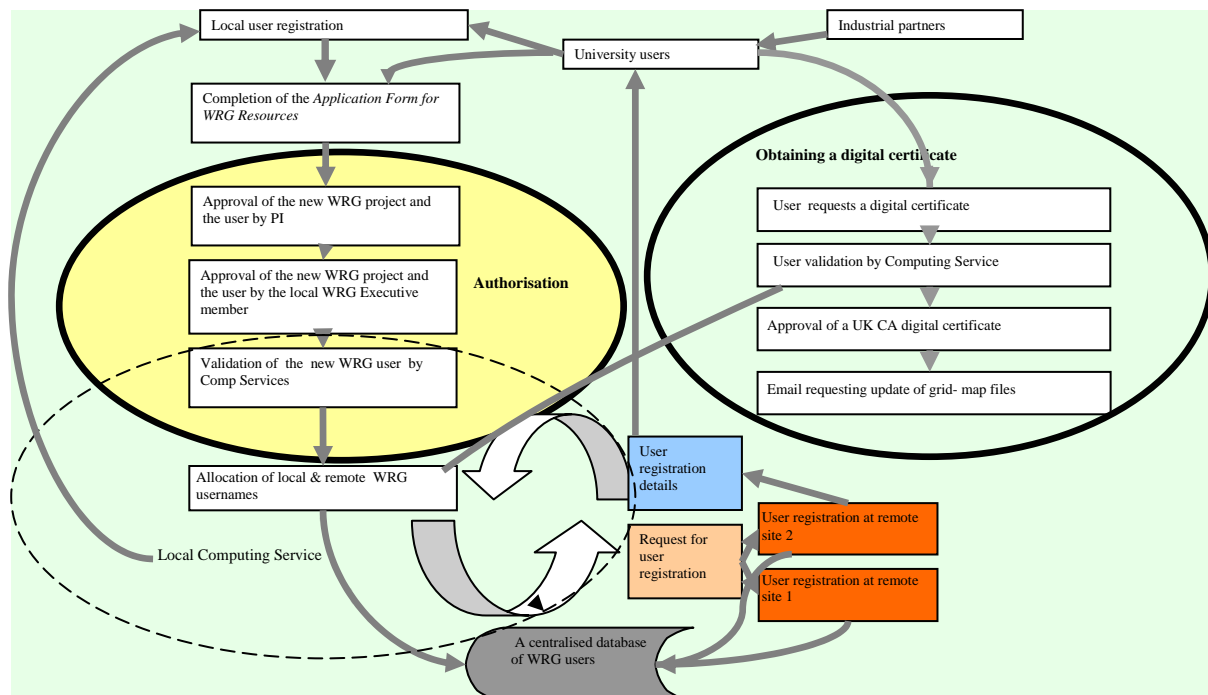 Local user registration
Industrial partners
University users
Completion of the Application Form for
WRG Resources
Obtaining a digital certificate
Approval of the new WRG project and
the user by PI
User requests a digital certificate
User validation by Computing Service
Approval of the new WRG project and
the user by the local WRG Executive
member
Authorisation
Approval of a UK CA digital certificate
Validation of the new WRG user by
Comp Services
Email requesting update of grid- map files
Allocation of local & remote WRG
usernames
User
registration
details
User registration at remote
site 2
Request for
user
registration
Local Computing Service
User registration at remote
site 1
A centralised database
of WRG users